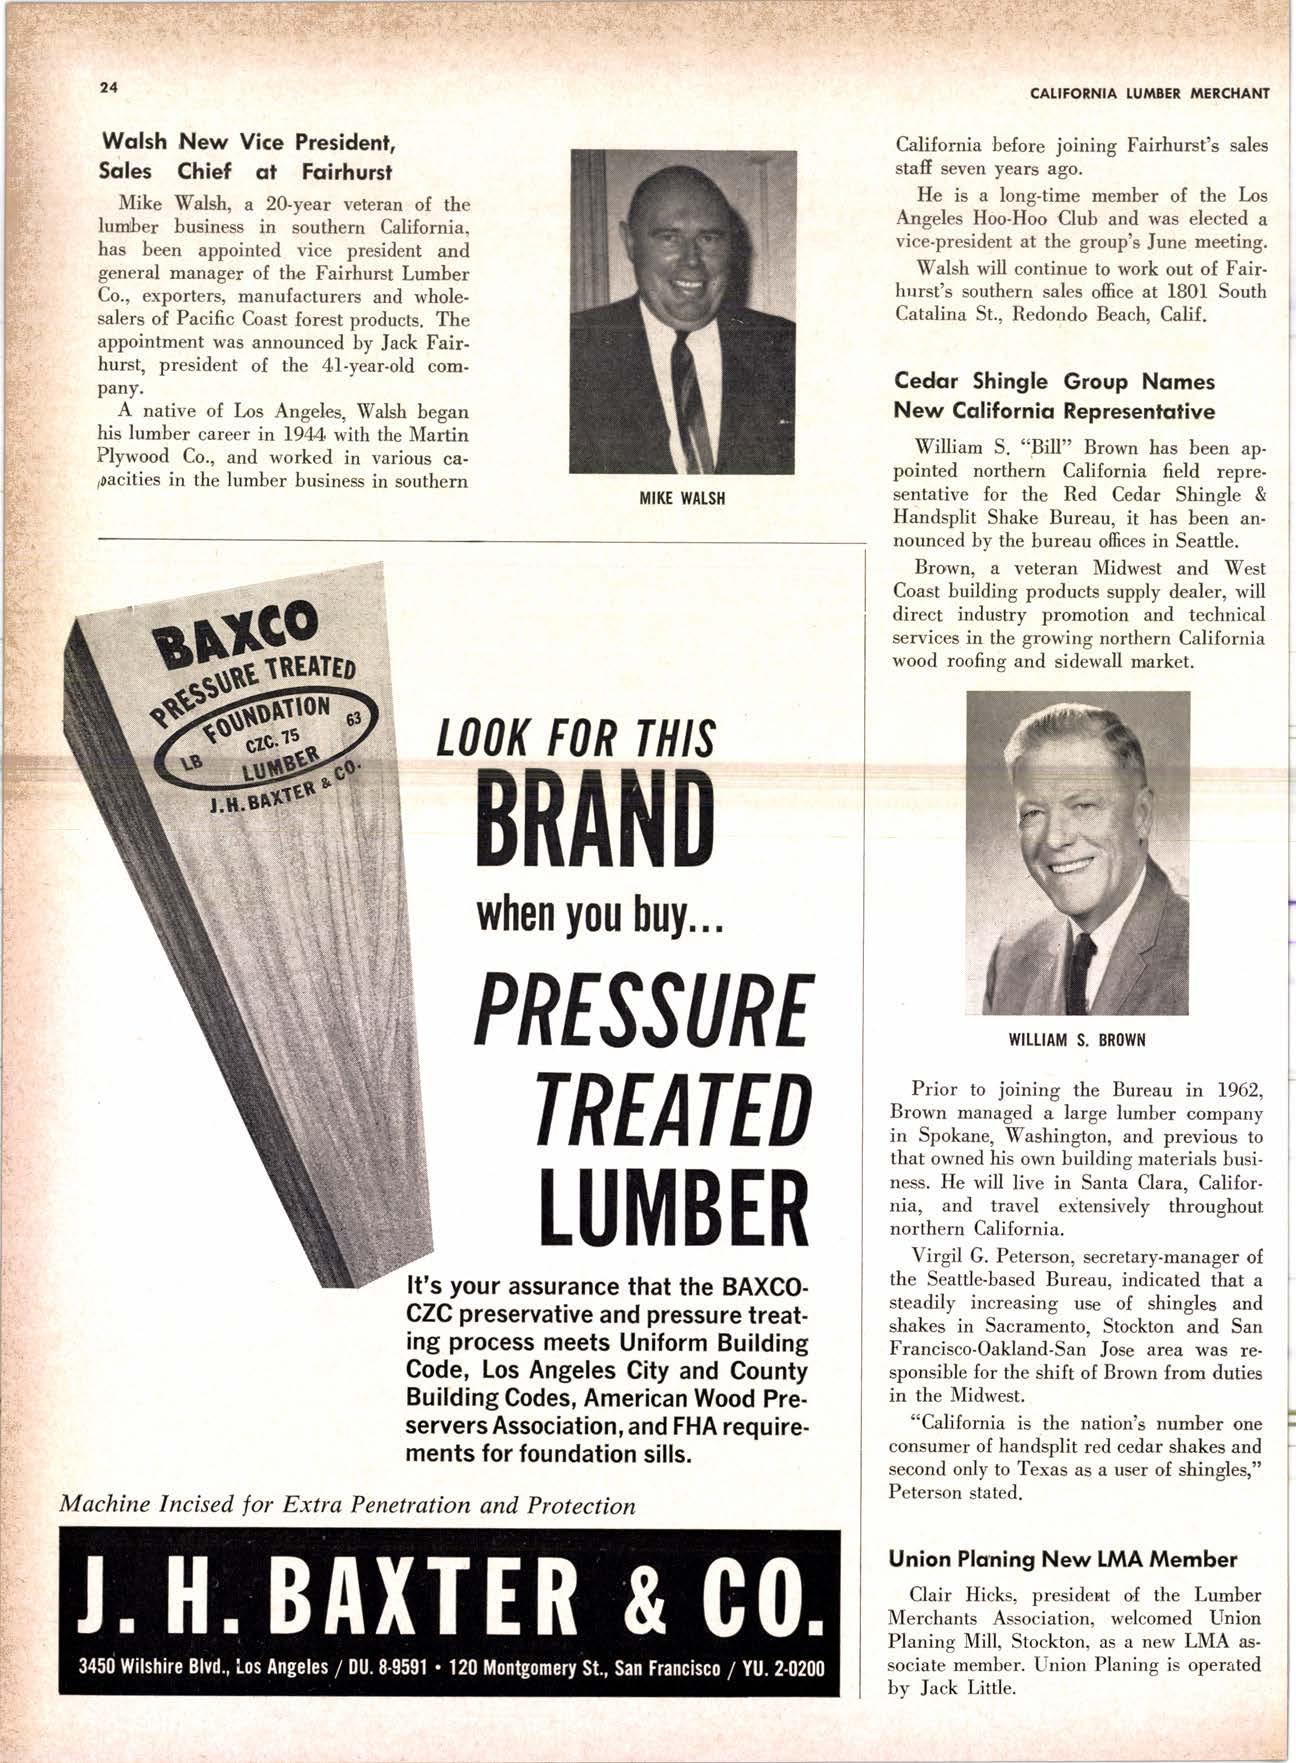 24
CALIFORNIA LUMBER MERCHANT
Walsh New Vice President,
Sales Chief at Fairhurst
Mike Walsh, a 20-year veteran of the
lumber business in southern California,
has been appointed vice president and
general manager of the Fairhurst Lumber
Co., exporters, manufacturers and whole-
salers of Pacific Coast forest products. The
appointment was announced by Jack Fair-
hurst, president of the 41-year-old com-
pany.
A native of Los Angeles, Walsh began
his lumber career in 1944 with the Martin
Plywood Co., and worked in various ca-
pacities in the lumber business in southern
MIKE WALSH
California before joining Fairhurst's sales
staff seven years ago.
He is a long-time member of the Los
Angeles Hoo-Hoo Club and was elected a
vice-president at the group's June meeting.
Walsh will continue to work out of Fair-
hurst's southern sales office at 1801 South
Catalina St., Redondo Beach, Calif.
Cedar Shingle Group Names
New California Representative
William S. "Bill" Brown has been ap-
pointed northern California field repre-
sentative for the Red Cedar Shingle &
Handsplit Shake Bureau, it has been an-
nounced by the bureau offices in Seattle.
Brown, a veteran Midwest and West
Coast building products supply dealer, will
direct industry promotion and technical
services in the growing northern California
wood roofing and sidewall market.
WILLIAM S. BROWN
Prior to joining the Bureau in 1962,
Brown managed a large lumber company
in Spokane, Washington, and previous to
that owned his own building materials busi-
ness. He will live in Santa Clara, Califor-
nia, and travel extensively throughout
northern California.
Virgil G. Peterson, secretary-manager of
the Seattle-based Bureau, indicated that a
steadily increasing use of shingles and
shakes in Sacramento, Stockton and San
Francisco-Oakland-San Jose area was re-
sponsible for the shift of Brown from duties
in the Midwest.
"California is the nation's number one
consumer of handsplit red cedar shakes and
second only to Texas as a user of shingles,"
Peterson stated.
Union Planing New LMA Member
Clair Hicks, president of the Lumber
Merchants Association, welcomed Union
Planing Mill, Stockton, as a new LMA as-
sociate member. Union Planing is operated
by Jack Little.
BAXCO
PRESSURE TREATED
FOUNDATION
LB CZC. 75 63
LUMBER
J.H. BAXTER & CO.
LOOK FOR THIS
BRAND
when you buy...
PRESSURE
TREATED
LUMBER
It's your assurance that the BAXCO-
CZC preservative and pressure treat-
ing process meets Uniform Building
Code, Los Angeles City and County
Building Codes, American Wood Pre-
servers Association, and FHA require-
ments for foundation sills.
Machine Incised for Extra Penetration and Protection
J. H. BAXTER & CO.
3450 Wilshire Blvd., Los Angeles / DU. 8-9591 • 120 Montgomery St., San Francisco / YU. 2-0200